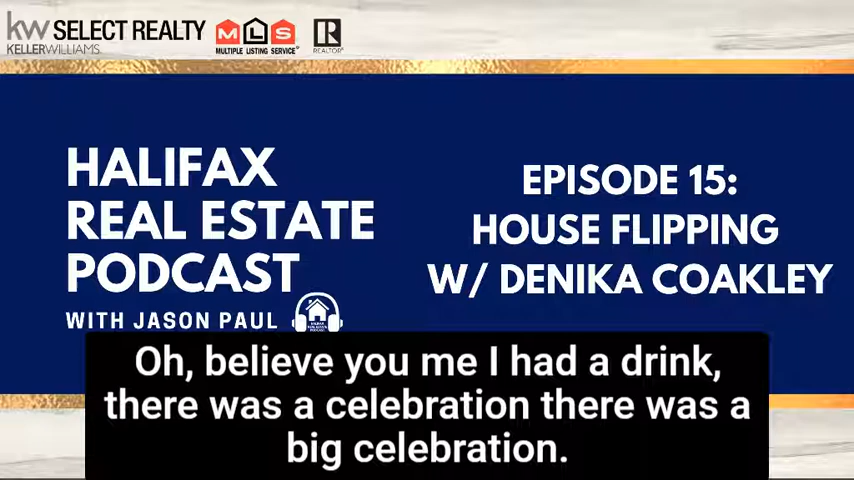 kw SELECT REALTY
KELLERWILLIAMS.
MLS
MULTIPLE LISTING SERVICE®
R
REALTOR®
HALIFAX
REAL ESTATE
PODCAST
WITH JASON PAUL
EPISODE 15:
HOUSE FLIPPING
W/ DENIKA COAKLEY
Oh, believe you me I had a drink,
there was a celebration there was a
big celebration.